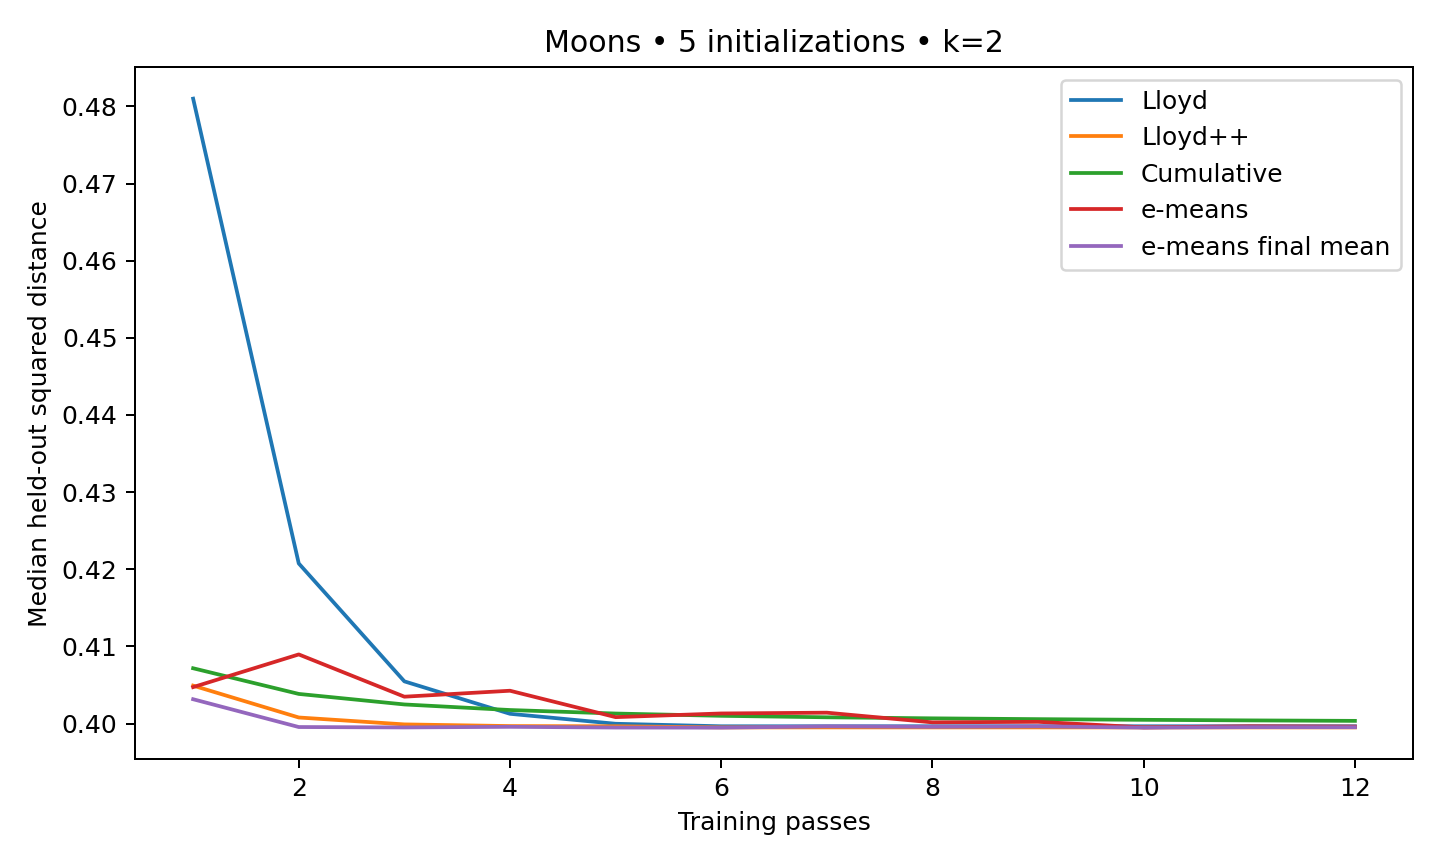 Moons • 5 initializations • k=2
Median held-out squared distance
0.48
0.47
0.46
0.45
0.44
0.43
0.42
0.41
0.40
Lloyd
Lloyd++
Cumulative
e-means
e-means final mean
2
4
6
8
10
12
Training passes